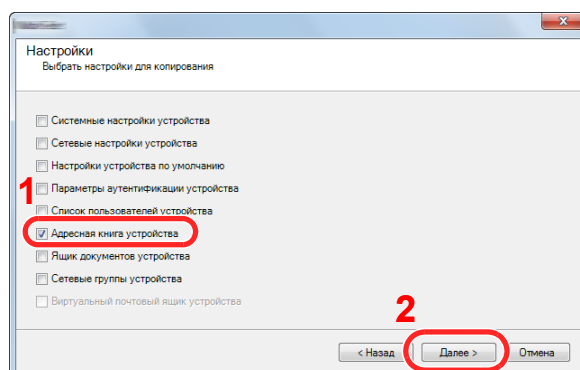 Настройки
Выбрать настройки для копирования
Системные настройки устройства
Сетевые настройки устройства
Настройки устройства по умолчанию
1
Параметры аутентификации устройства
Список пользователей устройства
Адресная книга устройства
Ящик документов устройства
Сетевые группы устройства
Виртуальный почтовый ящик устройства
2
< Назад Далее > Отмена